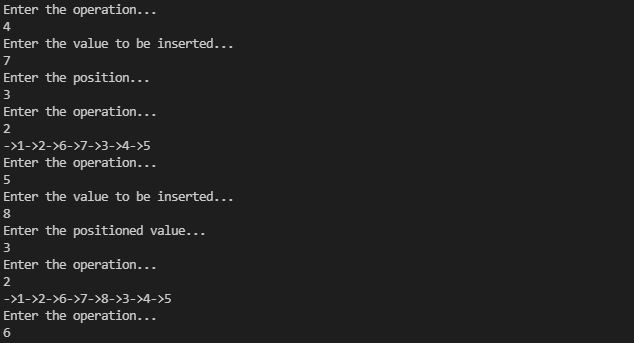 Enter the operation...
4
Enter the value to be inserted...
7
Enter the position...
3
Enter the operation...
2
->1->2->6->7->3->4->5
Enter the operation...
5
Enter the value to be inserted...
8
Enter the positioned value...
3
Enter the operation...
2
->1->2->6->7->8->3->4->5
Enter the operation...
6